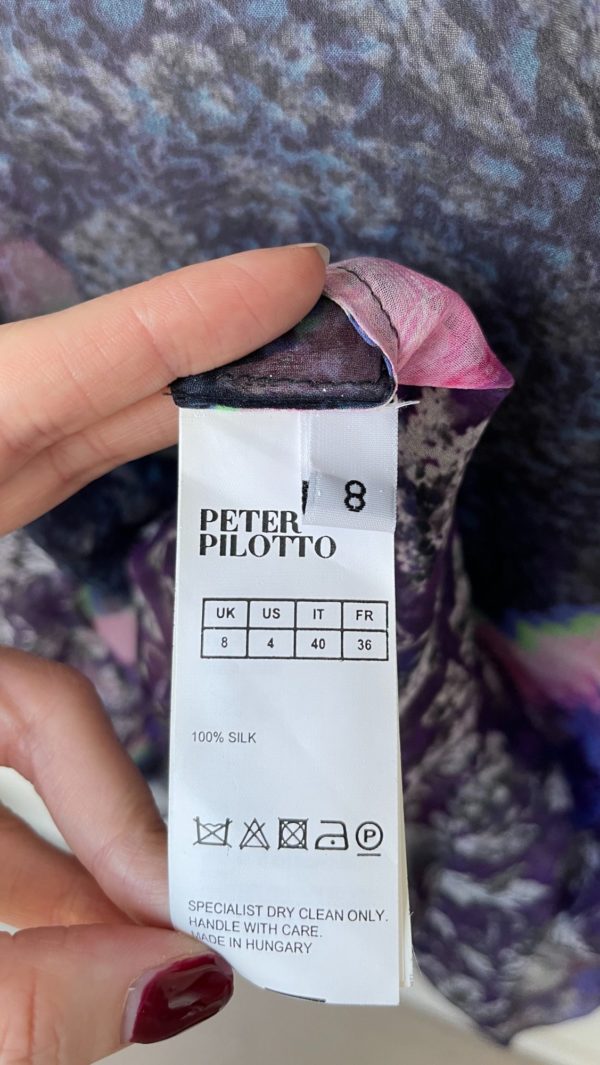 8
PETER
PILOTTO
UK US IT FR
8 4 40 36
100% SILK
P
SPECIALIST DRY CLEAN ONLY.
HANDLE WITH CARE.
MADE IN HUNGARY